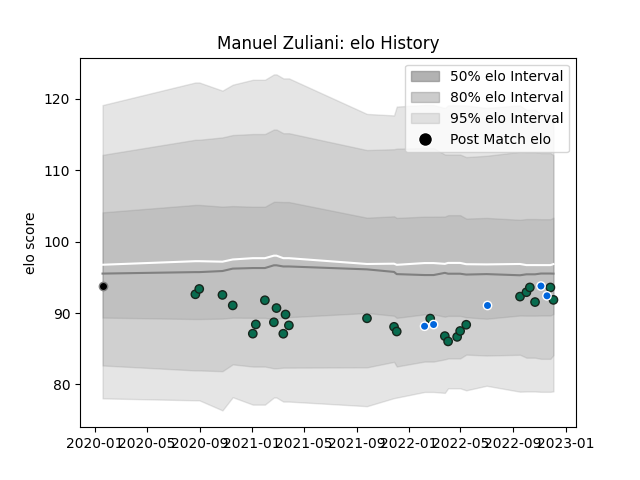 Manuel Zuliani: elo History
50% elo Interval
80% elo Interval
95% elo Interval
Post Match elo
elo score
120
110
100
90
80
2020-01 2020-05 2020-09 2021-01 2021-05 2021-09 2022-01 2022-05 2022-09 2023-01